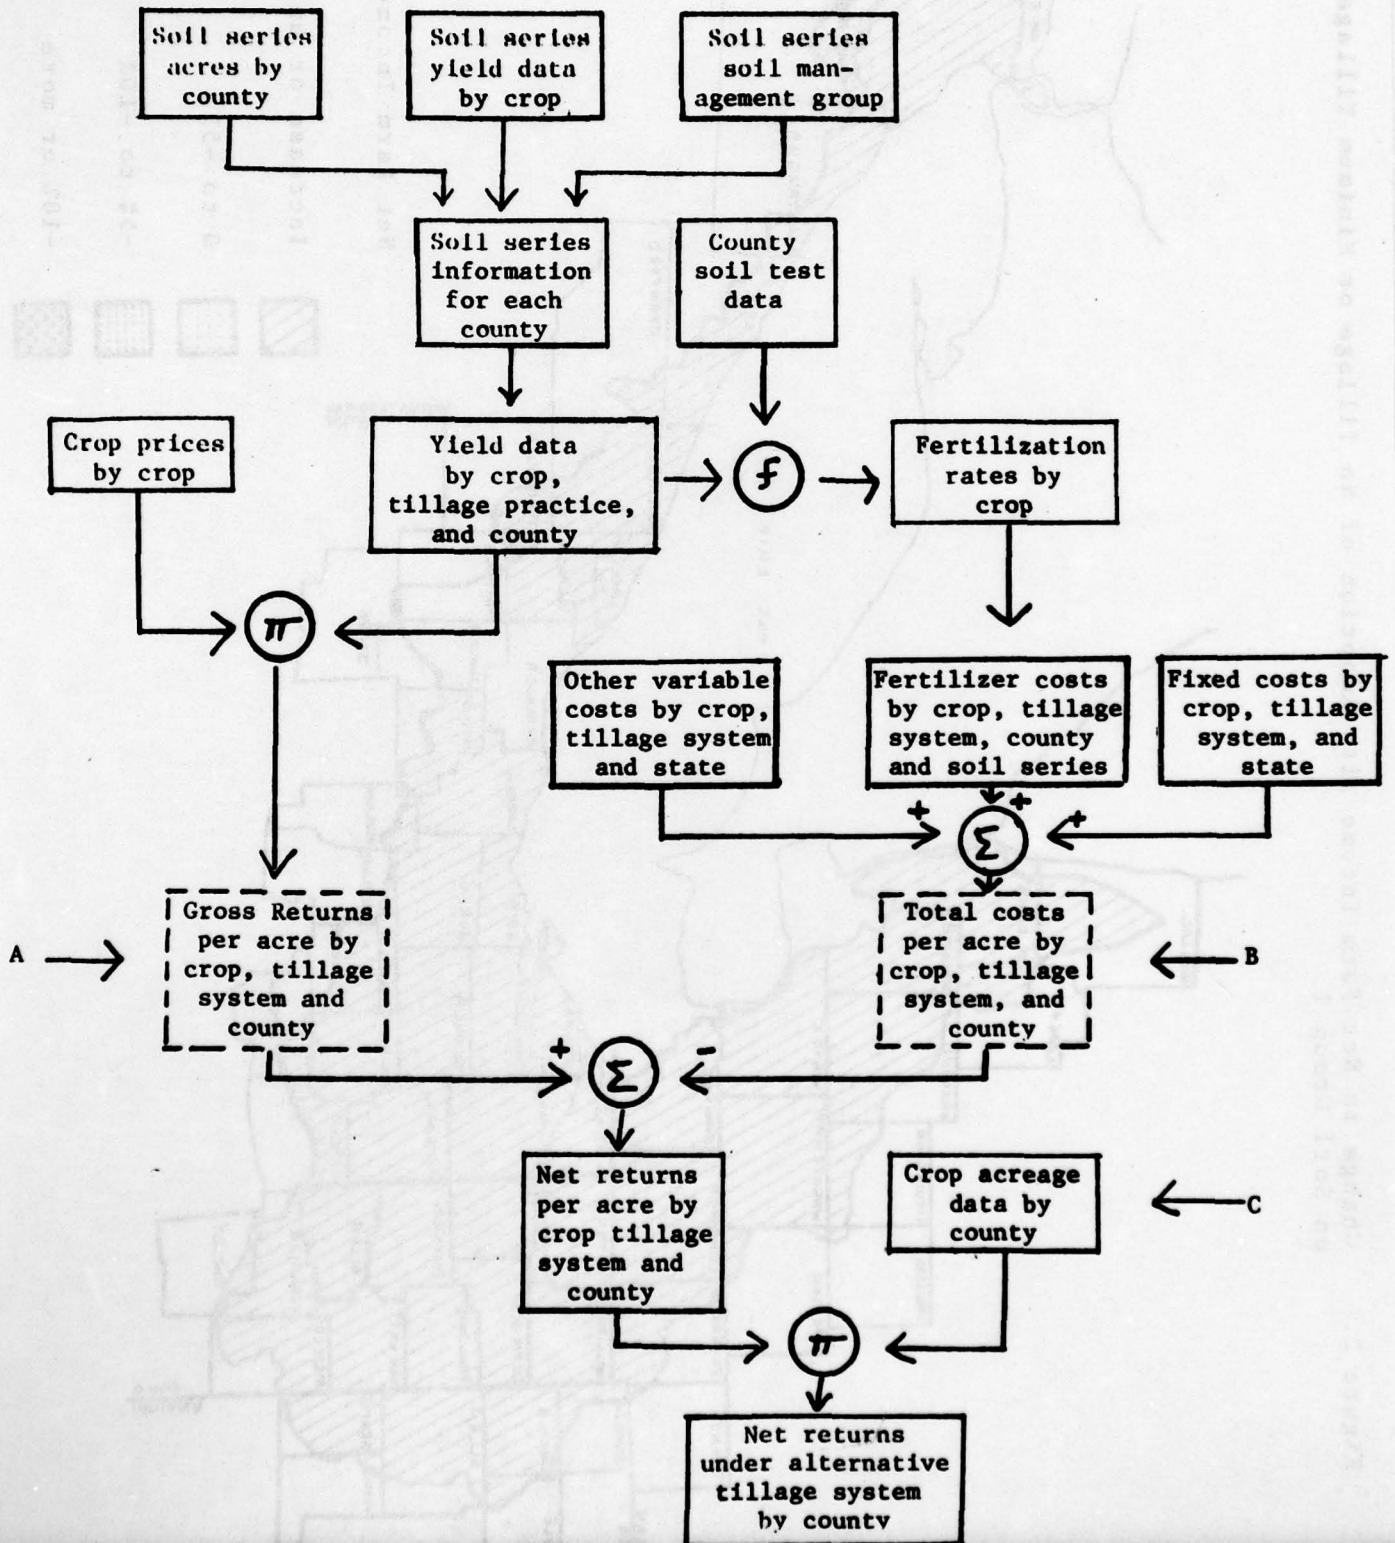 Soil series
acres by
county
Soil series
yield data
by crop
Soil series
soil man-
agement group
Soil series
information
for each
county
County
soil test
data
Crop prices
by crop
Yield data
by crop,
tillage practice,
and county
f
Fertilization
rates by
crop
π
Other variable
costs by crop,
tillage system
and state
Fertilizer costs
by crop, tillage
system, county
and soil series
Fixed costs by
crop, tillage
system, and
state
+ + +
Σ
A
Gross Returns
per acre by
crop, tillage
system and
county
Total costs
per acre by
crop, tillage
system, and
county
B
+ -
Σ
Net returns
per acre by
crop tillage
system and
county
Crop acreage
data by
county
C
π
Net returns
under alternative
tillage system
by county